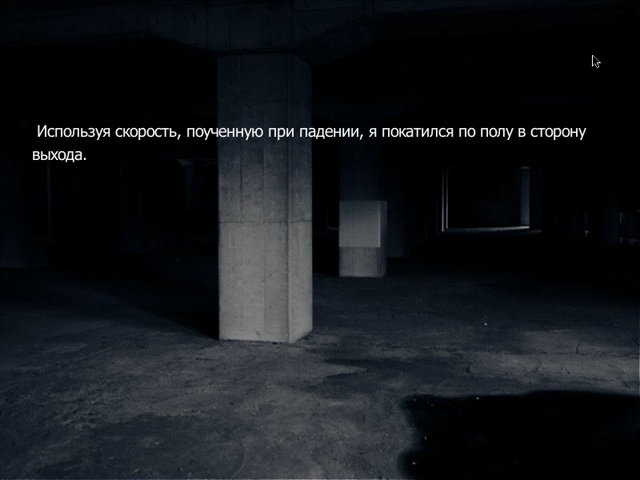 Используя скорость, поученную при падении, я покатился по полу в сторону
выхода.